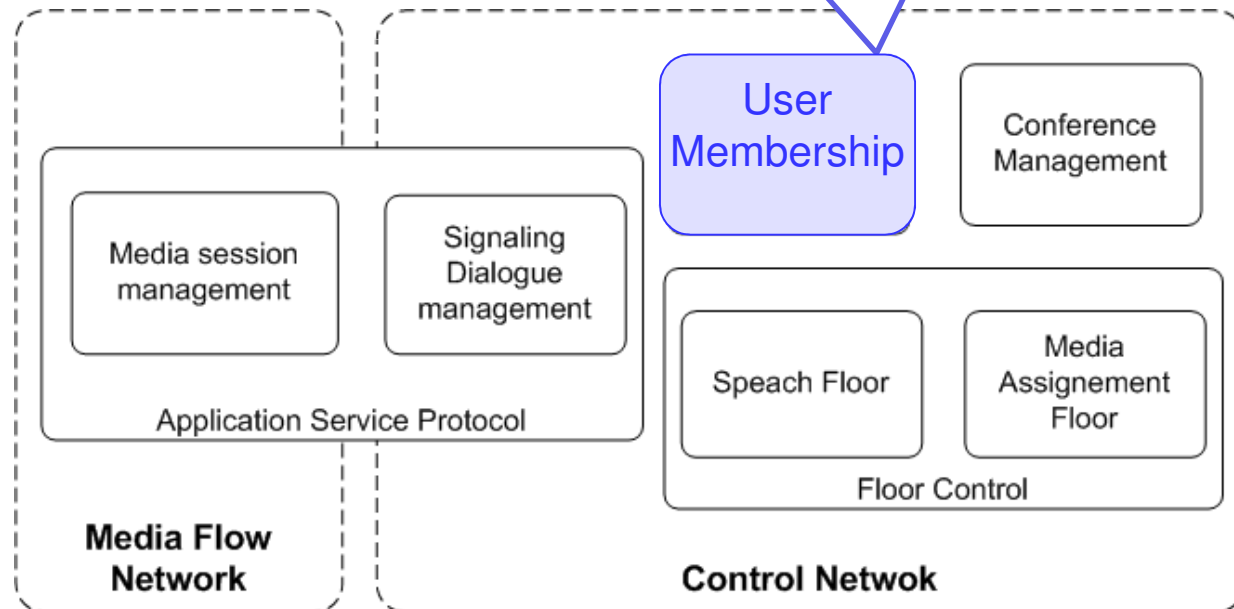 User
Membership
Conference
Management
Media session
management
Signaling
Dialogue
management
Application Service Protocol
Speach Floor
Media
Assignement
Floor
Floor Control
Media Flow
Network
Control Netwok